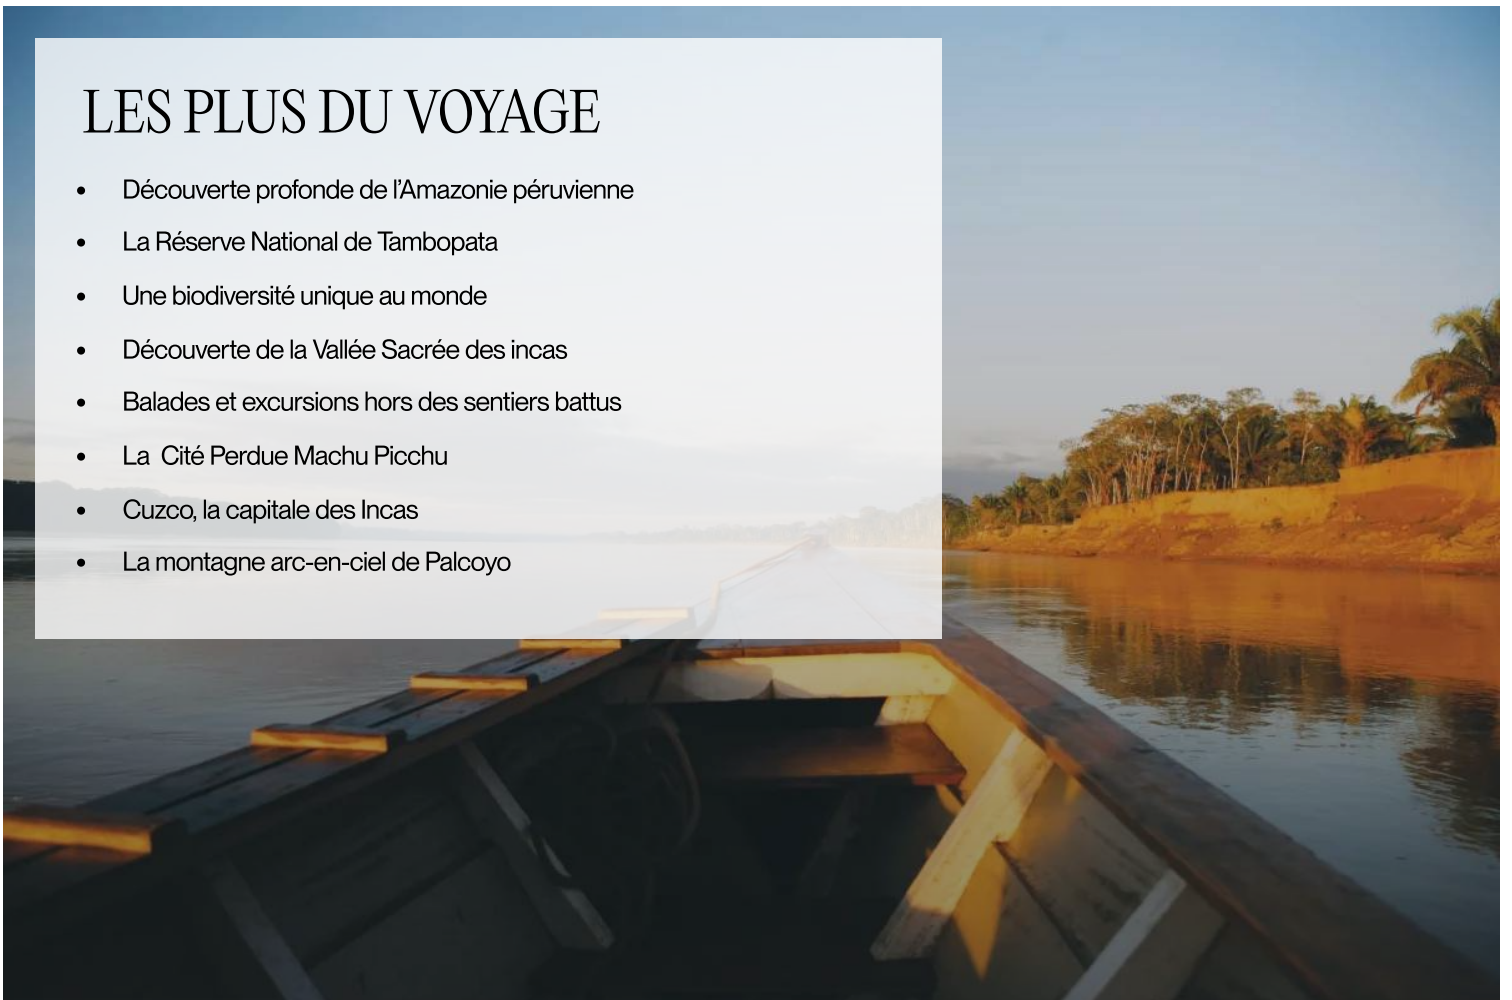 LES PLUS DU VOYAGE
• Découverte profonde de l’Amazonie péruvienne
• La Réserve National de Tambopata
• Une biodiversité unique au monde
• Découverte de la Vallée Sacrée des incas
• Balades et excursions hors des sentiers battus
• La  Cité Perdue Machu Picchu
• Cuzco, la capitale des Incas
• La montagne arc-en-ciel de Palcoyo